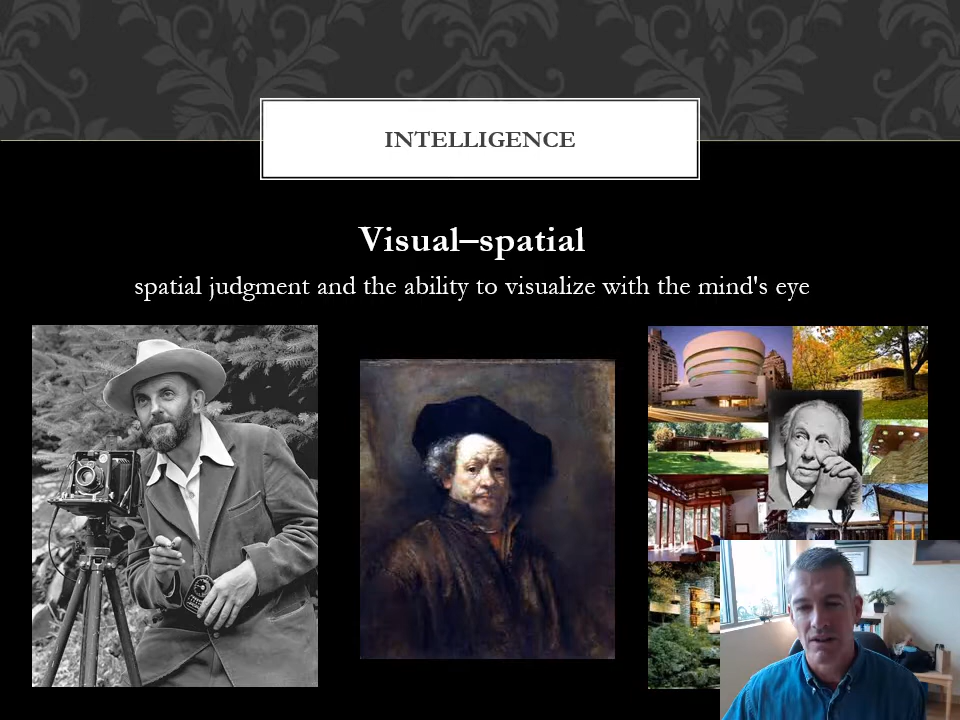 INTELLIGENCE
Visual–spatial
spatial judgment and the ability to visualize with the mind's eye